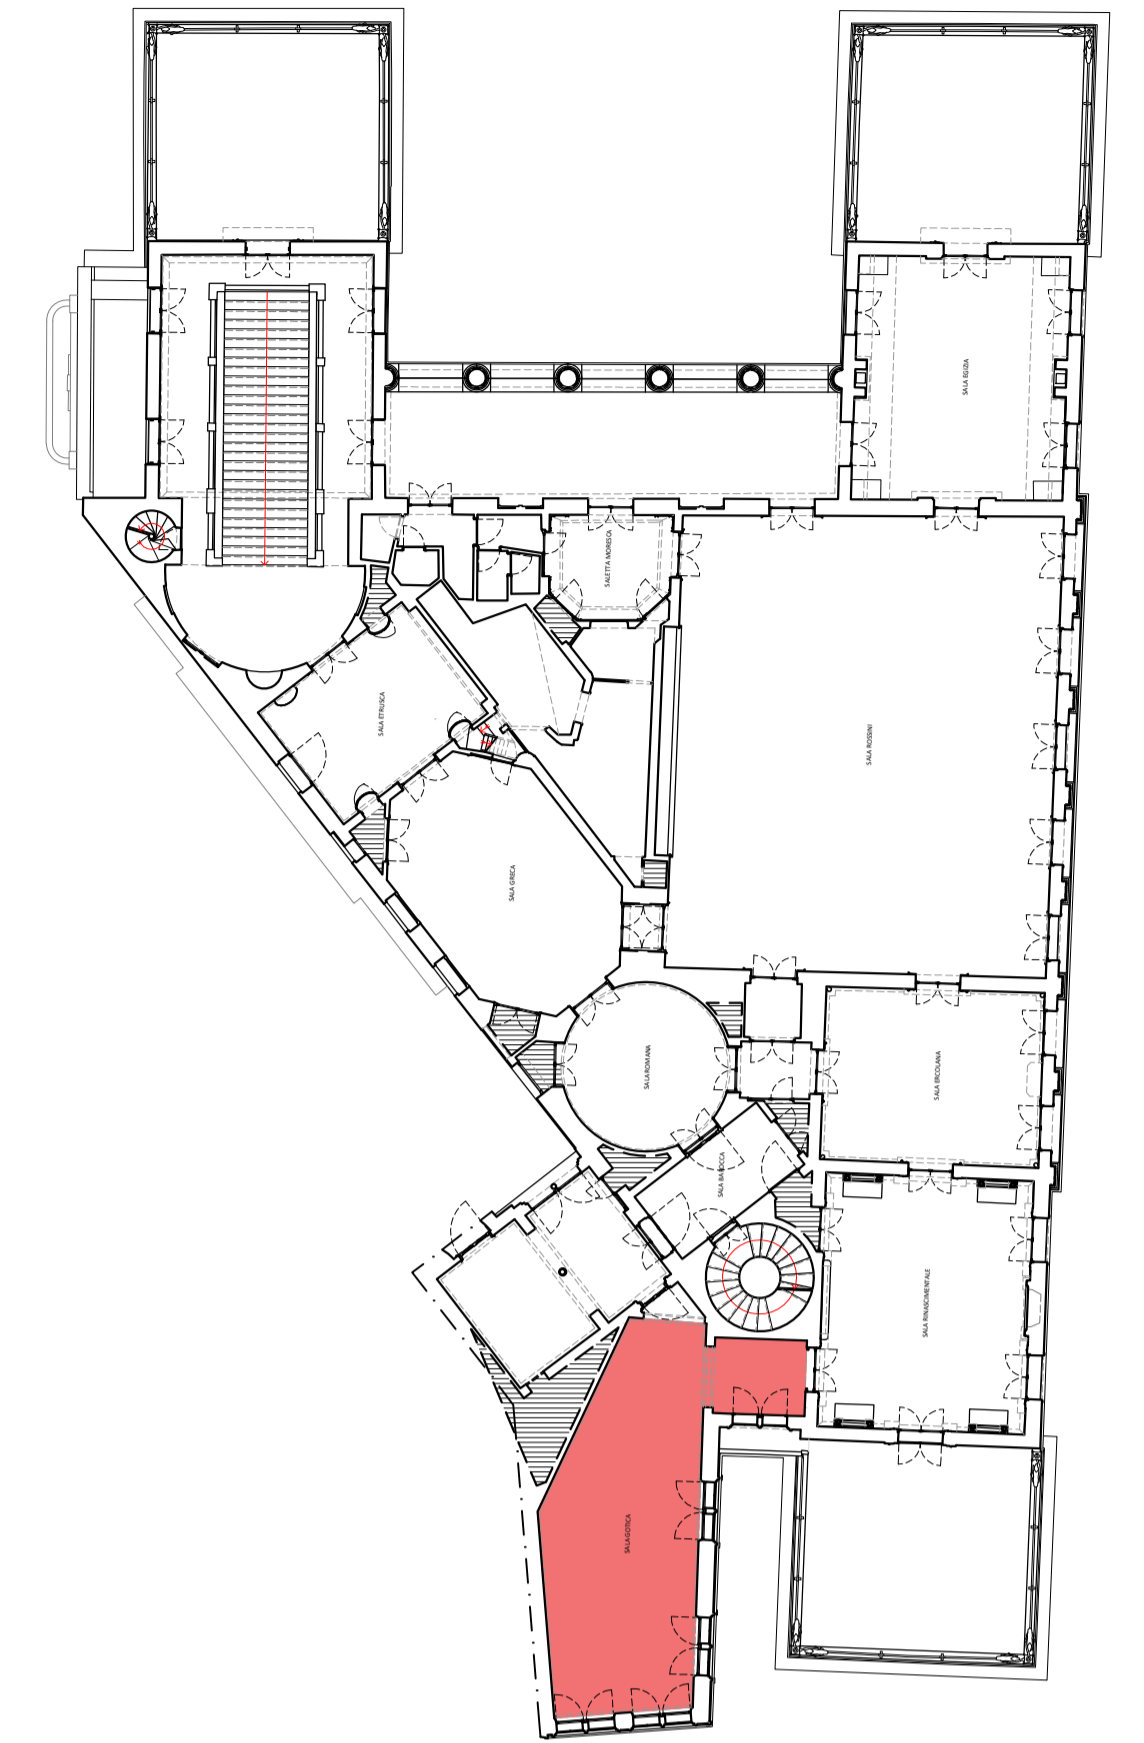 SALA EGIZIA
SALETTA MORESCA
SALA ETRUSCA
SALA ROSSINI
SALA GRECA
SALA ROMANA
SALA ERCOLANA
SALA BAROCCA
SALA RINASCIMENTALE
SALA GOTICA